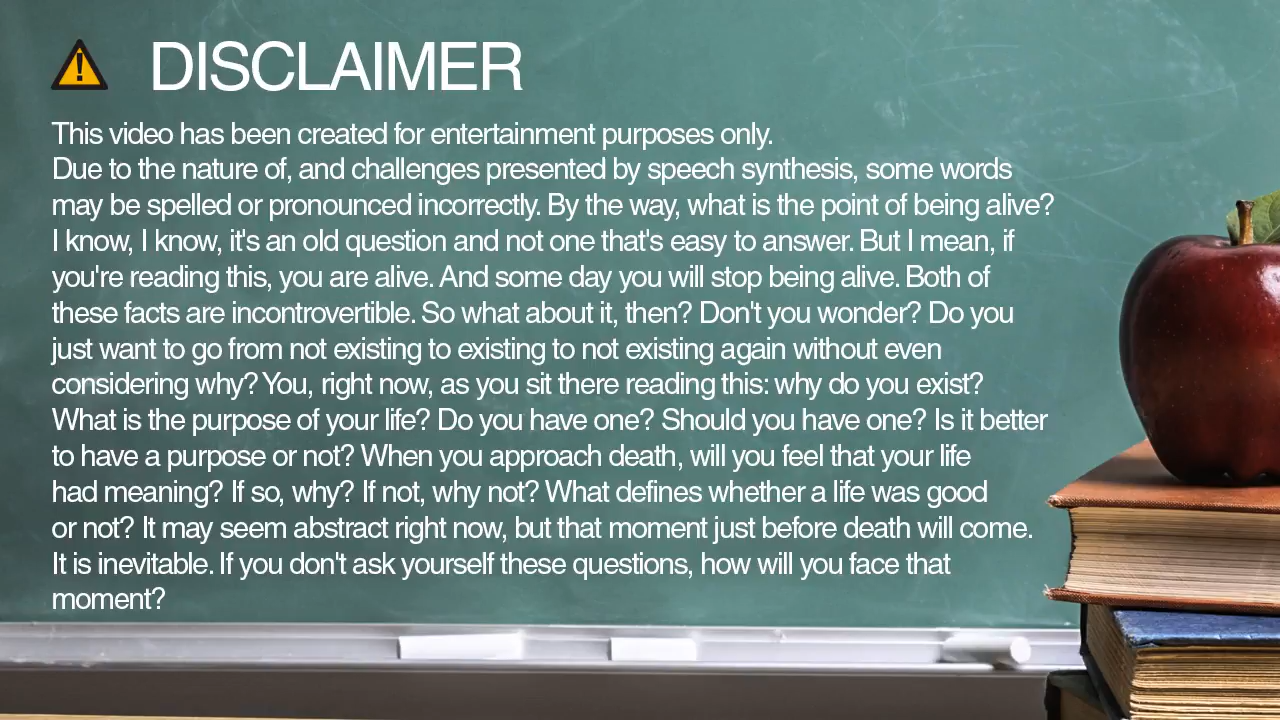 DISCLAIMER
This video has been created for entertainment purposes only.
Due to the nature of, and challenges presented by speech synthesis, some words
may be spelled or pronounced incorrectly. By the way, what is the point of being alive?
I know, I know, it's an old question and not one that's easy to answer. But I mean, if
you're reading this, you are alive. And some day you will stop being alive. Both of
these facts are incontrovertible. So what about it, then? Don't you wonder? Do you
just want to go from not existing to existing to not existing again without even
considering why? You, right now, as you sit there reading this: why do you exist?
What is the purpose of your life? Do you have one? Should you have one? Is it better
to have a purpose or not? When you approach death, will you feel that your life
had meaning? If so, why? If not, why not? What defines whether a life was good
or not? It may seem abstract right now, but that moment just before death will come.
It is inevitable. If you don't ask yourself these questions, how will you face that
moment?